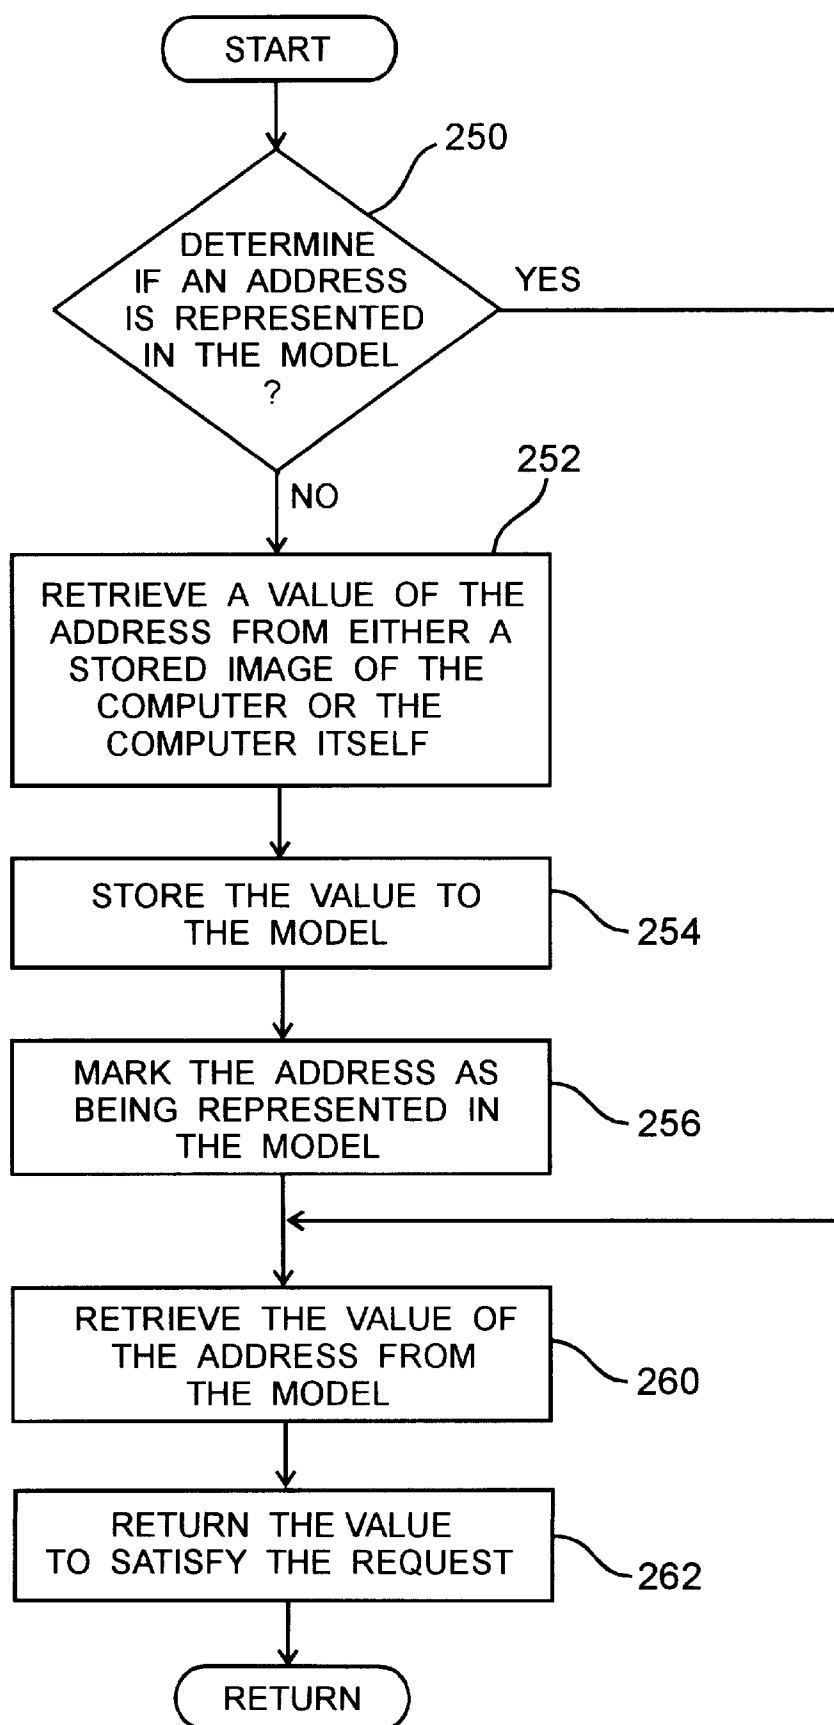 START
250
DETERMINE
IF AN ADDRESS
IS REPRESENTED
IN THE MODEL
?
YES
NO
252
RETRIEVE A VALUE OF THE
ADDRESS FROM EITHER A
STORED IMAGE OF THE
COMPUTER OR THE
COMPUTER ITSELF
STORE THE VALUE TO
THE MODEL
254
MARK THE ADDRESS AS
BEING REPRESENTED IN
THE MODEL
256
RETRIEVE THE VALUE OF
THE ADDRESS FROM
THE MODEL
260
RETURN THE VALUE
TO SATISFY THE REQUEST
262
RETURN